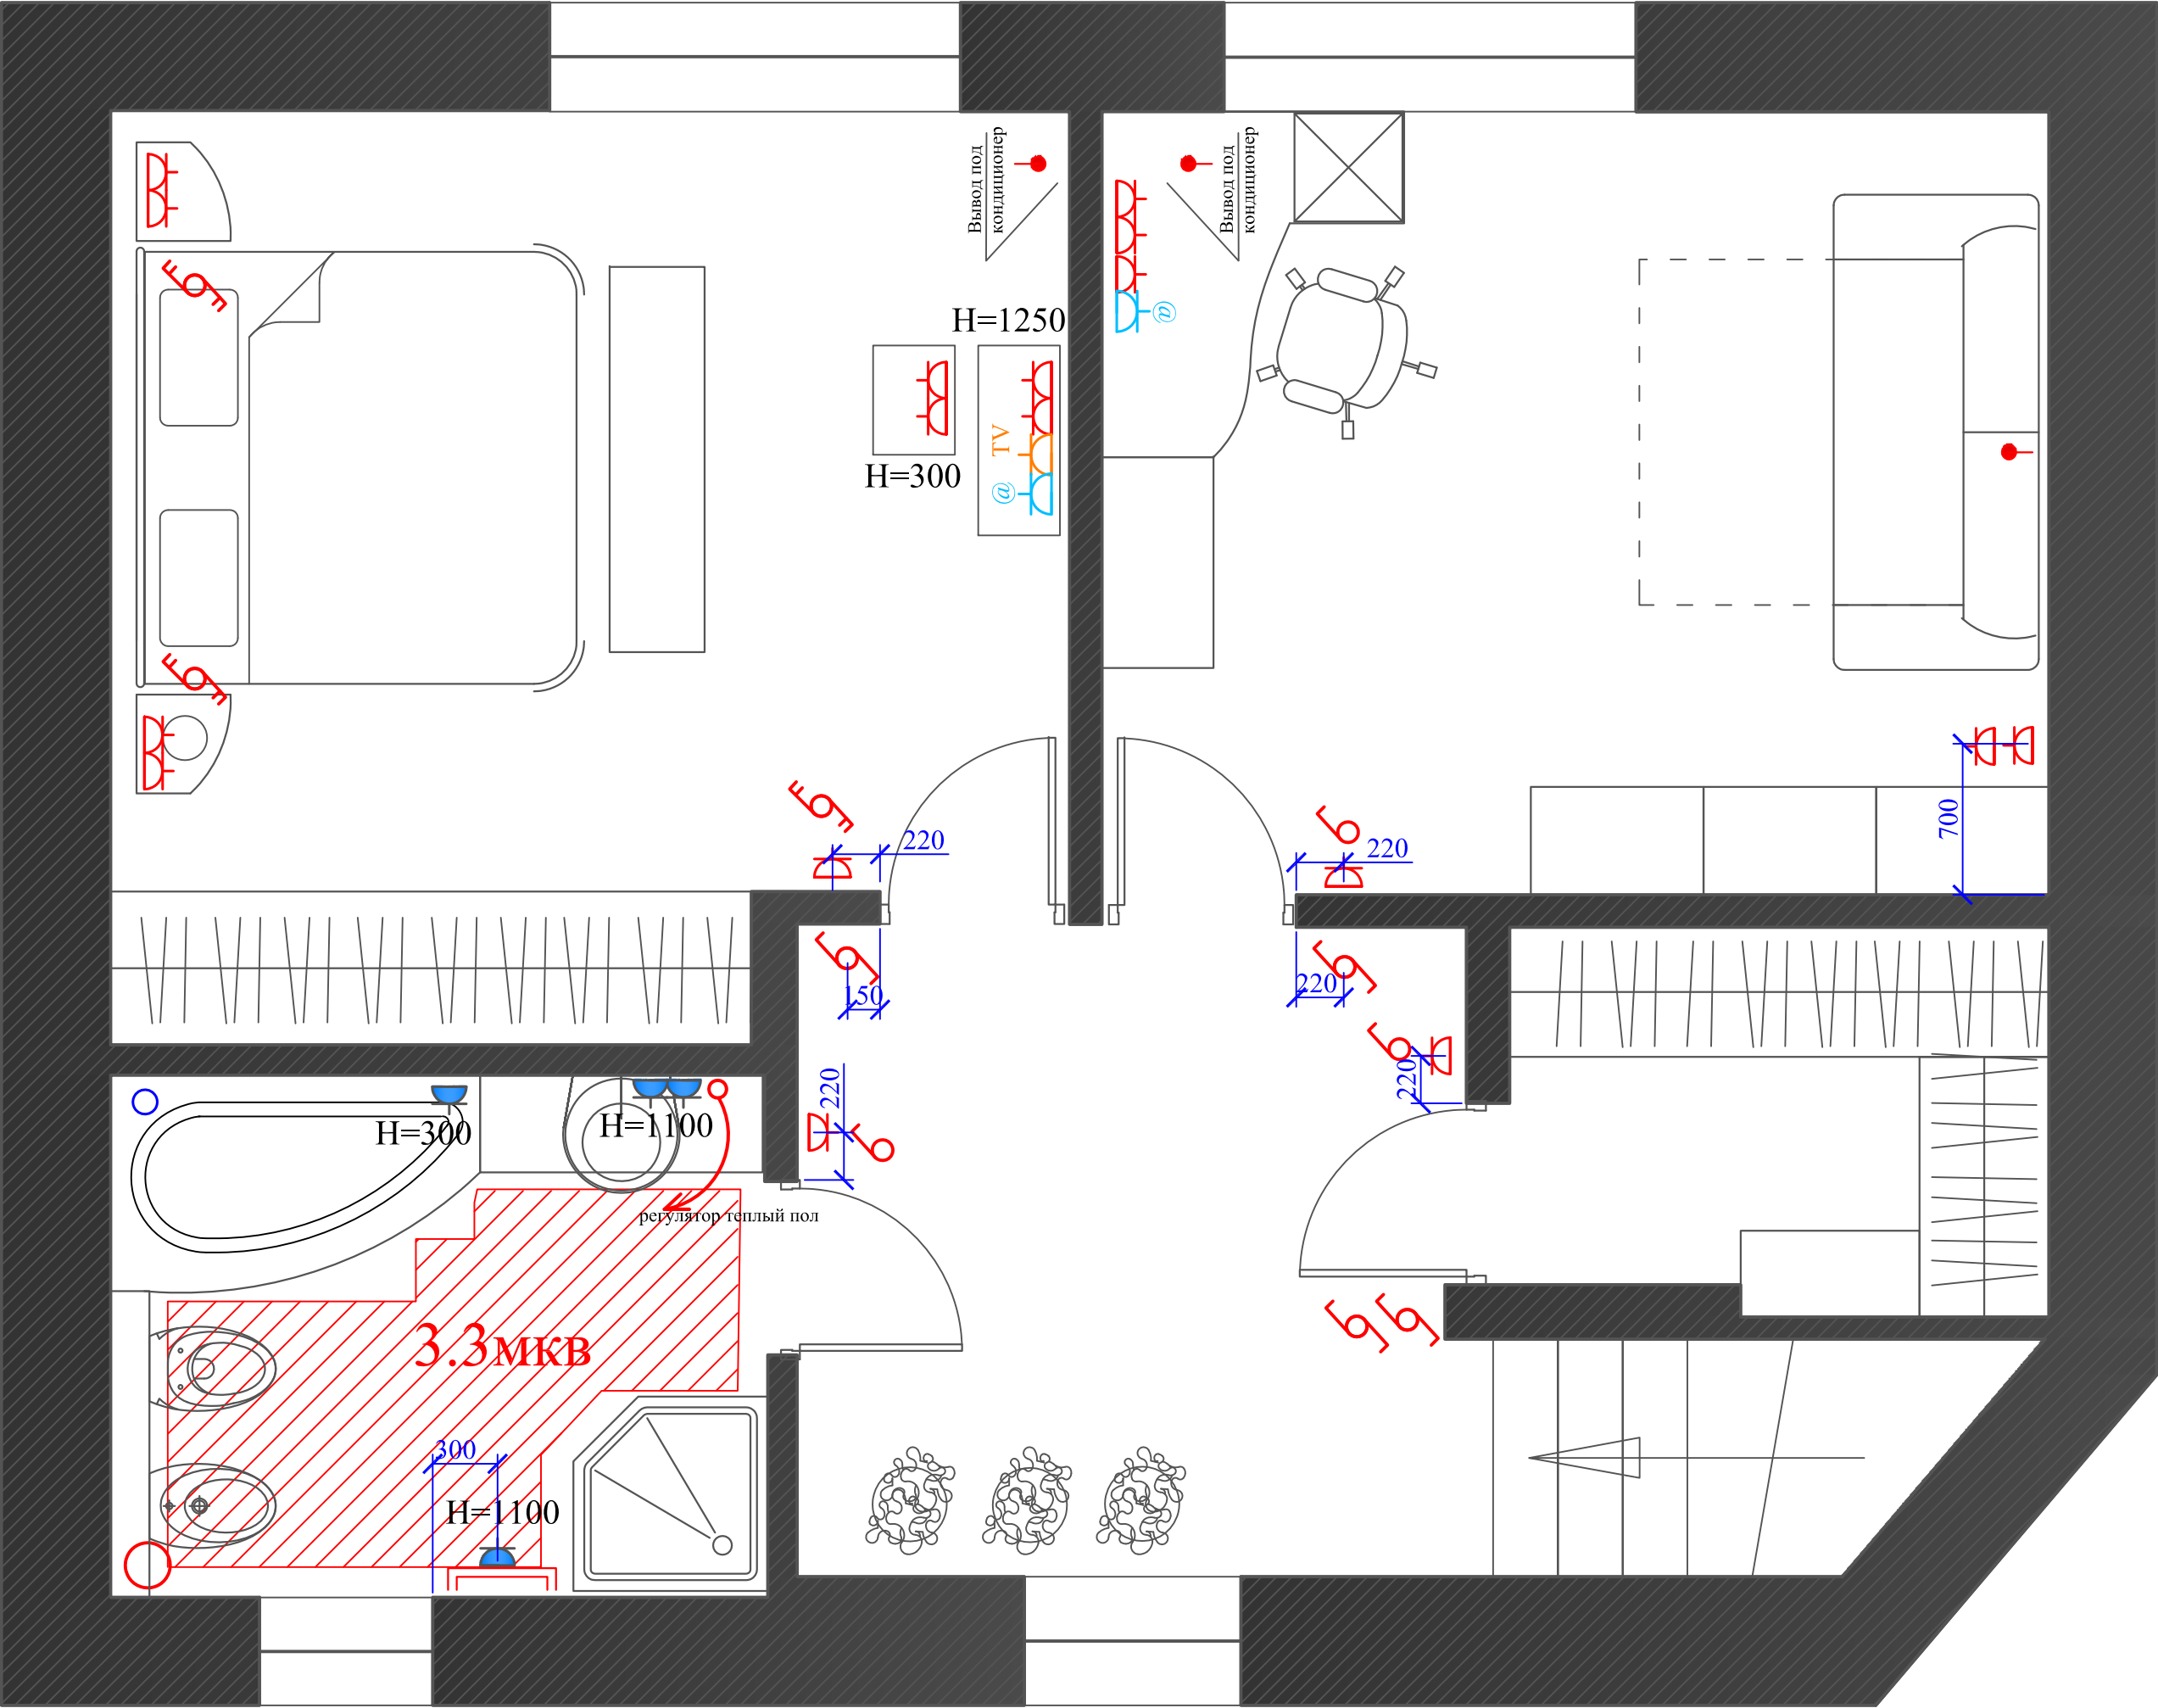 Вывод под
кондиционер
Вывод под
кондиционер
@
H=1250
TV
H=300
@
220
220
700
150
220
220
220
H=300
H=1100
регулятор теплый пол
3.3мкв
300
H=1100